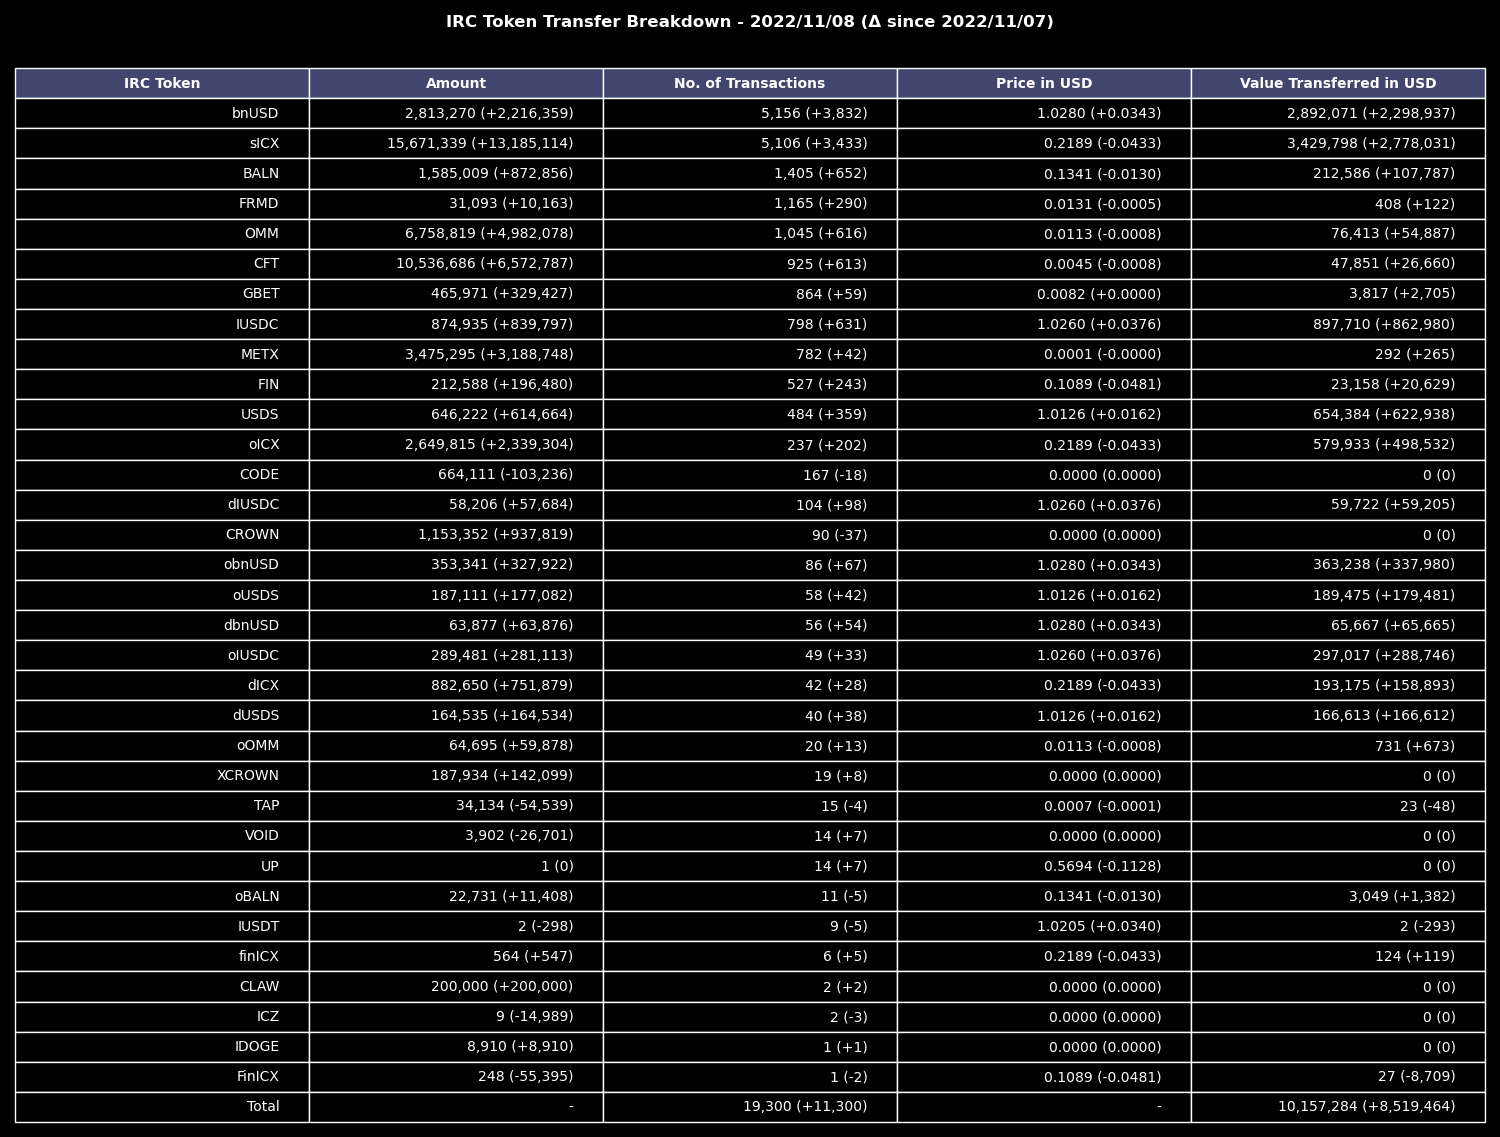 IRC Token Transfer Breakdown - 2022/11/08 (Δ since 2022/11/07)
IRC Token Amount No. of Transactions Price in USD Value Transferred in USD
bnUSD 2,813,270 (+2,216,359) 5,156 (+3,832) 1.0280 (+0.0343) 2,892,071 (+2,298,937)
sICX 15,671,339 (+13,185,114) 5,106 (+3,433) 0.2189 (-0.0433) 3,429,798 (+2,778,031)
BALN 1,585,009 (+872,856) 1,405 (+652) 0.1341 (-0.0130) 212,586 (+107,787)
FRMD 31,093 (+10,163) 1,165 (+290) 0.0131 (-0.0005) 408 (+122)
OMM 6,758,819 (+4,982,078) 1,045 (+616) 0.0113 (-0.0008) 76,413 (+54,887)
CFT 10,536,686 (+6,572,787) 925 (+613) 0.0045 (-0.0008) 47,851 (+26,660)
GBET 465,971 (+329,427) 864 (+59) 0.0082 (+0.0000) 3,817 (+2,705)
IUSDC 874,935 (+839,797) 798 (+631) 1.0260 (+0.0376) 897,710 (+862,980)
METX 3,475,295 (+3,188,748) 782 (+42) 0.0001 (-0.0000) 292 (+265)
FIN 212,588 (+196,480) 527 (+243) 0.1089 (-0.0481) 23,158 (+20,629)
USDS 646,222 (+614,664) 484 (+359) 1.0126 (+0.0162) 654,384 (+622,938)
oICX 2,649,815 (+2,339,304) 237 (+202) 0.2189 (-0.0433) 579,933 (+498,532)
CODE 664,111 (-103,236) 167 (-18) 0.0000 (0.0000) 0 (0)
dIUSDC 58,206 (+57,684) 104 (+98) 1.0260 (+0.0376) 59,722 (+59,205)
CROWN 1,153,352 (+937,819) 90 (-37) 0.0000 (0.0000) 0 (0)
obnUSD 353,341 (+327,922) 86 (+67) 1.0280 (+0.0343) 363,238 (+337,980)
oUSDS 187,111 (+177,082) 58 (+42) 1.0126 (+0.0162) 189,475 (+179,481)
dbnUSD 63,877 (+63,876) 56 (+54) 1.0280 (+0.0343) 65,667 (+65,665)
oIUSDC 289,481 (+281,113) 49 (+33) 1.0260 (+0.0376) 297,017 (+288,746)
dICX 882,650 (+751,879) 42 (+28) 0.2189 (-0.0433) 193,175 (+158,893)
dUSDS 164,535 (+164,534) 40 (+38) 1.0126 (+0.0162) 166,613 (+166,612)
oOMM 64,695 (+59,878) 20 (+13) 0.0113 (-0.0008) 731 (+673)
XCROWN 187,934 (+142,099) 19 (+8) 0.0000 (0.0000) 0 (0)
TAP 34,134 (-54,539) 15 (-4) 0.0007 (-0.0001) 23 (-48)
VOID 3,902 (-26,701) 14 (+7) 0.0000 (0.0000) 0 (0)
UP 1 (0) 14 (+7) 0.5694 (-0.1128) 0 (0)
oBALN 22,731 (+11,408) 11 (-5) 0.1341 (-0.0130) 3,049 (+1,382)
IUSDT 2 (-298) 9 (-5) 1.0205 (+0.0340) 2 (-293)
finICX 564 (+547) 6 (+5) 0.2189 (-0.0433) 124 (+119)
CLAW 200,000 (+200,000) 2 (+2) 0.0000 (0.0000) 0 (0)
ICZ 9 (-14,989) 2 (-3) 0.0000 (0.0000) 0 (0)
IDOGE 8,910 (+8,910) 1 (+1) 0.0000 (0.0000) 0 (0)
FinICX 248 (-55,395) 1 (-2) 0.1089 (-0.0481) 27 (-8,709)
Total - 19,300 (+11,300) - 10,157,284 (+8,519,464)